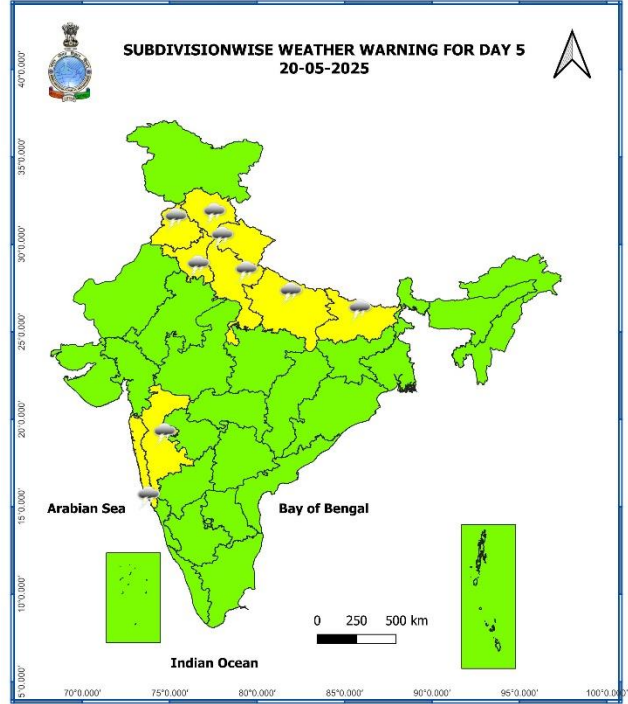 SUBDIVISIONWISE WEATHER WARNING FOR DAY 5
20-05-2025
40°0.000'
35°0.000'
30°0.000'
25°0.000'
20°0.000'
15°0.000'
10°0.000'
5°0.000'
Arabian Sea
Bay of Bengal
0 250 500 km
Indian Ocean
70°0.000' 75°0.000' 80°0.000' 85°0.000' 90°0.000' 95°0.000' 100°0.000'